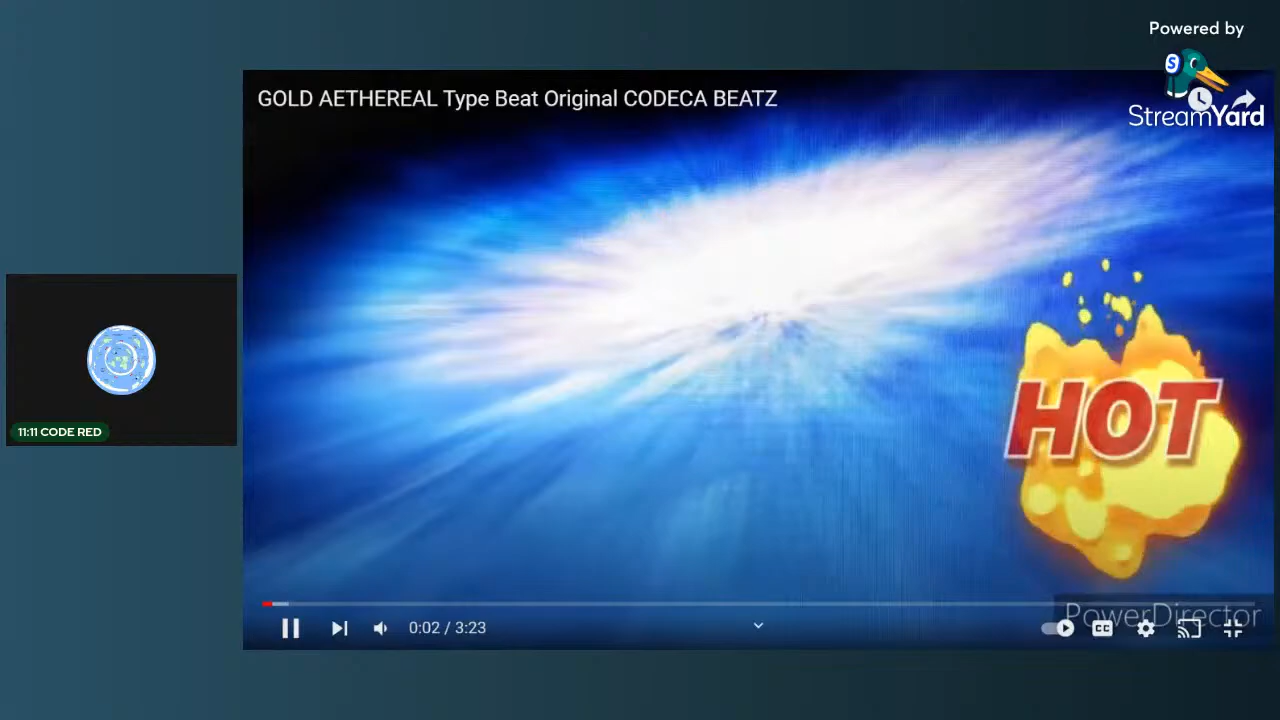 Powered by
StreamYard
GOLD AETHEREAL Type Beat Original CODECA BEATZ
HOT
11:11 CODE RED
PowerDirector
0:02 / 3:23
CC